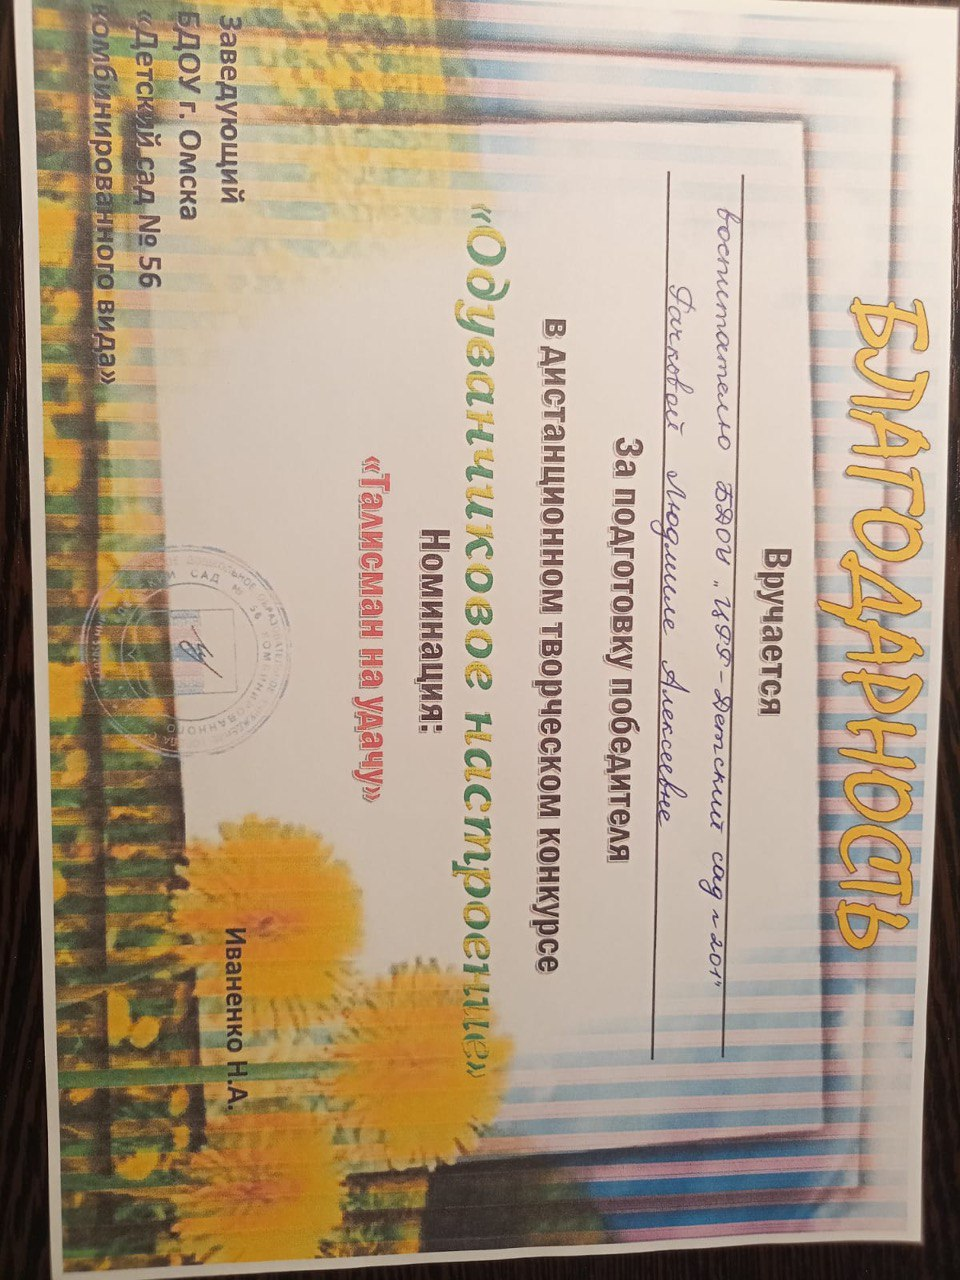 БЛАГОДАРНОСТЬ
Вручается
воспитателю БДОУ „ЦРР-Детский сад n 201"
Рачковой Людмиле Алексеевне
За подготовку победителя
в дистанционном творческом конкурсе
«Одуванчиковое настроение»
Номинация:
«Талисман на удачу»
Заведующий
БДОУ г. Омска
«Детский сад № 56
комбинированного вида»
Иваненко Н.А.